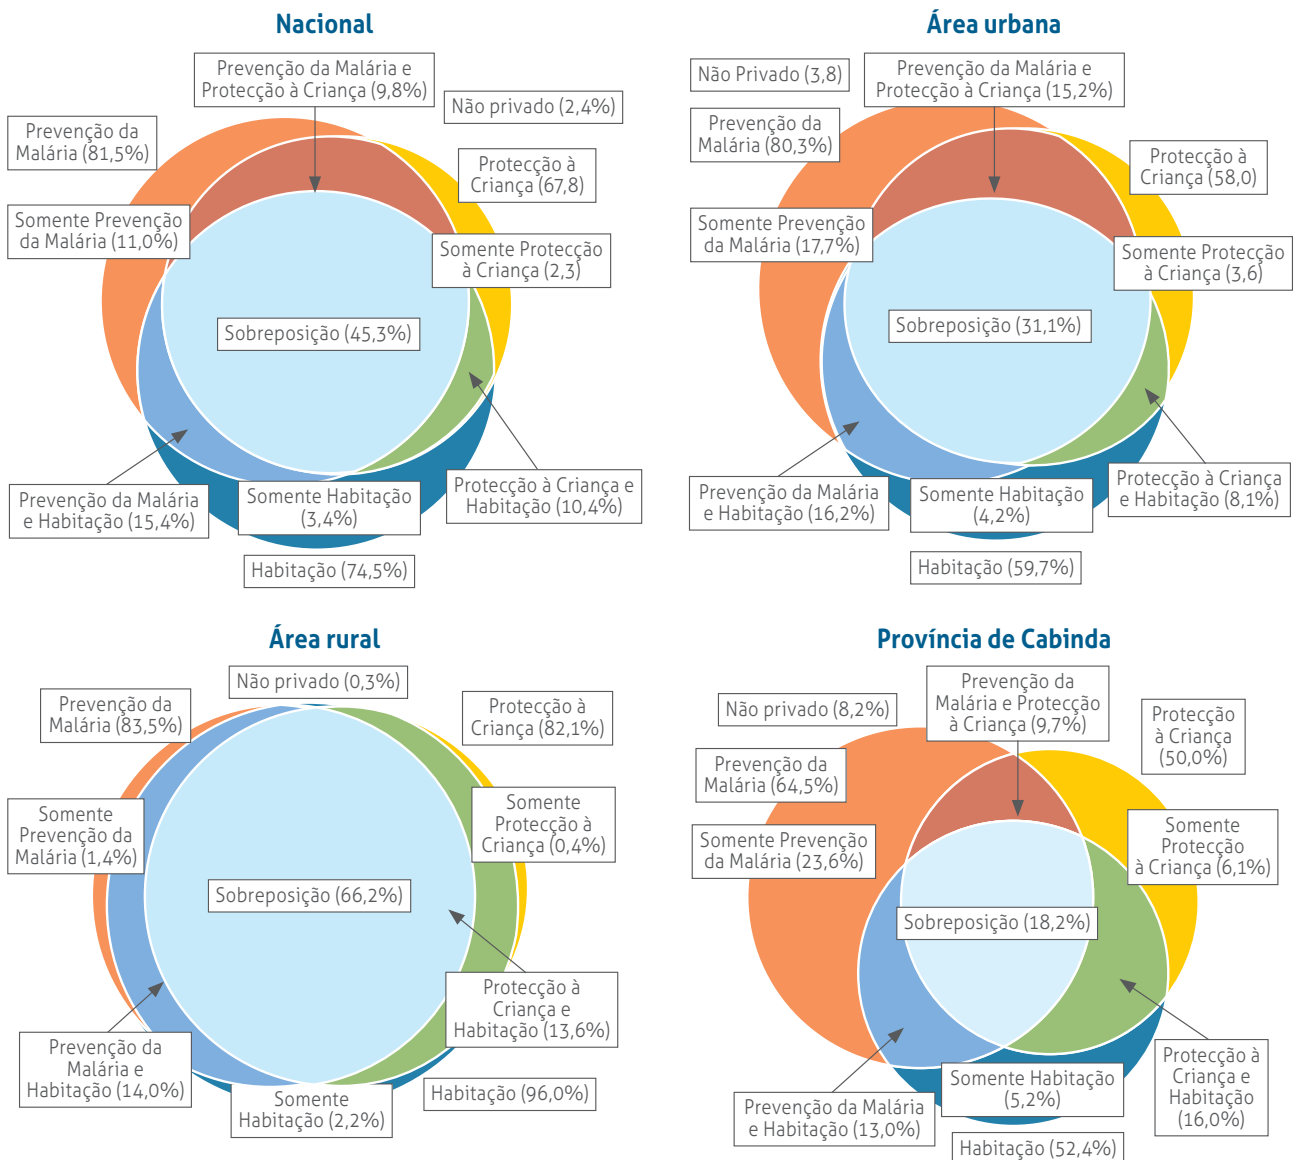 Nacional
Prevenção da Malária e
Protecção à Criança (9,8%)
Não privado (2,4%)
Prevenção da
Malária (81,5%)
Protecção à
Criança (67,8)
Somente Prevenção
da Malária (11,0%)
Somente Protecção
à Criança (2,3)
Sobreposição (45,3%)
Prevenção da Malária
e Habitação (15,4%)
Somente Habitação
(3,4%)
Protecção à Criança e
Habitação (10,4%)
Habitação (74,5%)
Área urbana
Não Privado (3,8)
Prevenção da Malária e
Protecção à Criança (15,2%)
Prevenção da
Malária (80,3%)
Protecção à
Criança (58,0)
Somente Prevenção
da Malária (17,7%)
Somente Protecção
à Criança (3,6)
Sobreposição (31,1%)
Prevenção da Malária
e Habitação (16,2%)
Somente Habitação
(4,2%)
Protecção à Criança
e Habitação (8,1%)
Habitação (59,7%)
Área rural
Não privado (0,3%)
Prevenção da
Malária (83,5%)
Protecção à
Criança (82,1%)
Somente
Prevenção da
Malária (1,4%)
Somente
Protecção à
Criança (0,4%)
Sobreposição (66,2%)
Protecção à
Criança e
Habitação (13,6%)
Prevenção da
Malária e
Habitação (14,0%)
Somente
Habitação (2,2%)
Habitação (96,0%)
Província de Cabinda
Não privado (8,2%)
Prevenção da
Malária e Protecção
à Criança (9,7%)
Protecção
à Criança
(50,0%)
Prevenção da
Malária (64,5%)
Somente Prevenção
da Malária (23,6%)
Somente
Protecção
à Criança (6,1%)
Sobreposição (18,2%)
Prevenção da Malária
e Habitação (13,0%)
Somente Habitação
(5,2%)
Protecção à
Criança e
Habitação
(16,0%)
Habitação (52,4%)